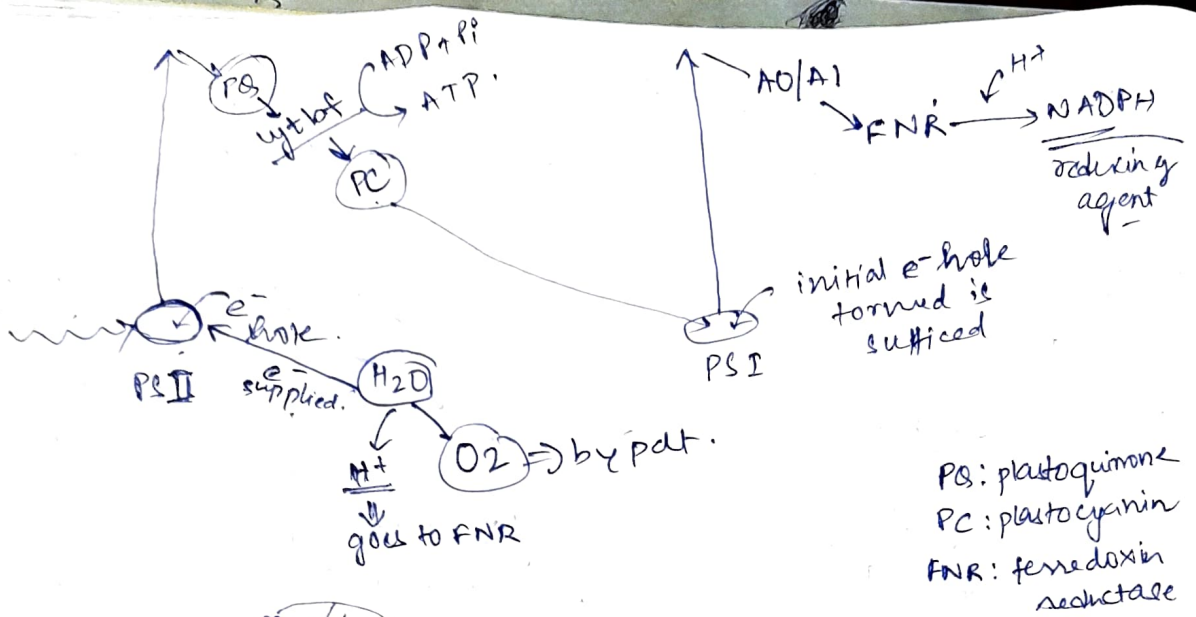 PQ
cyt bf
ADP + Pi
ATP.
PC
e-
hole.
PS II
e-
supplied.
H2O
H+
goes to FNR
O2 => by pdt.
A0/A1
FNR
H+
NADPH
reducing
agent
initial e- hole
formed is
sufficed
PS I
PQ: plastoquinone
PC: plastocyanin
FNR: ferredoxin
reductase